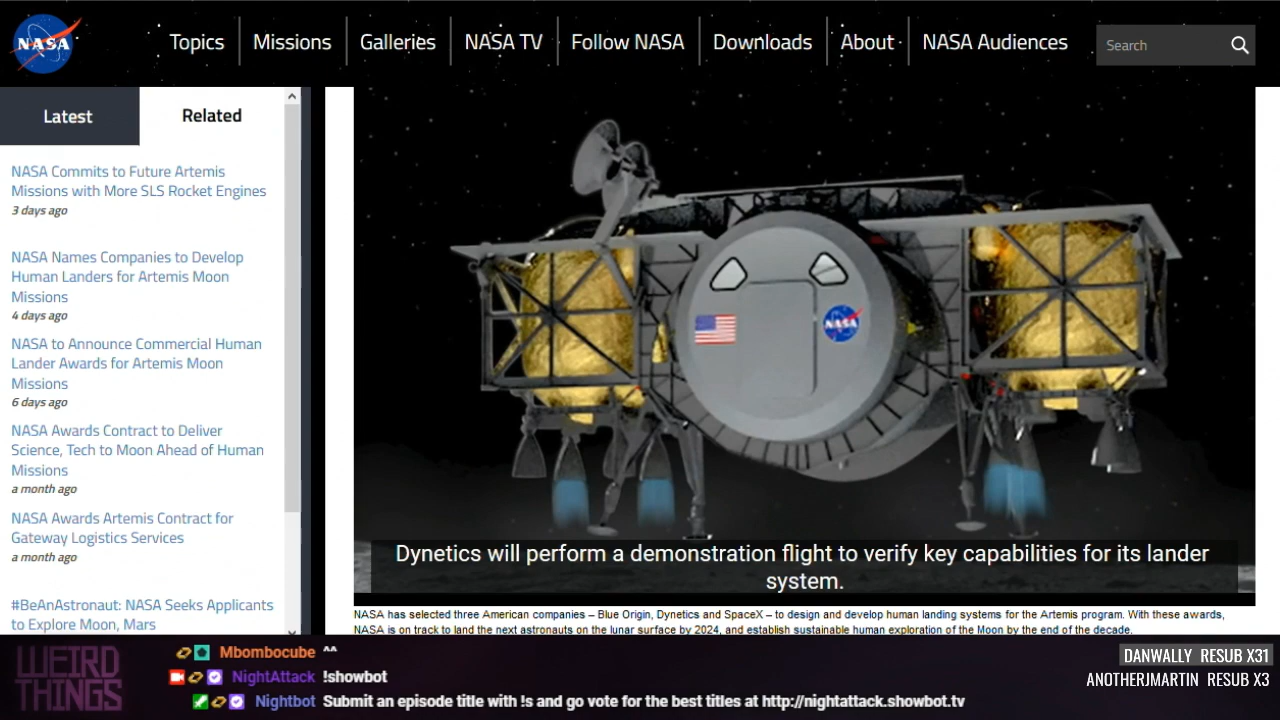 NASA
Topics
Missions
Galleries
NASA TV
Follow NASA
Downloads
About
NASA Audiences
Search
Latest
Related
NASA Commits to Future Artemis
Missions with More SLS Rocket Engines
3 days ago
NASA Names Companies to Develop
Human Landers for Artemis Moon
Missions
4 days ago
NASA to Announce Commercial Human
Lander Awards for Artemis Moon
Missions
6 days ago
NASA Awards Contract to Deliver
Science, Tech to Moon Ahead of Human
Missions
a month ago
NASA Awards Artemis Contract for
Gateway Logistics Services
a month ago
#BeAnAstronaut: NASA Seeks Applicants
to Explore Moon, Mars
NASA
Dynetics will perform a demonstration flight to verify key capabilities for its lander
system.
NASA has selected three American companies – Blue Origin, Dynetics and SpaceX – to design and develop human landing systems for the Artemis program. With these awards,
NASA is on track to land the next astronauts on the lunar surface by 2024, and establish sustainable human exploration of the Moon by the end of the decade.
WEIRD
THINGS
Mbombocube ^^
NightAttack !showbot
Nightbot Submit an episode title with !s and go vote for the best titles at http://nightattack.showbot.tv
DANWALLY RESUB X31
ANOTHERJMARTIN RESUB X3